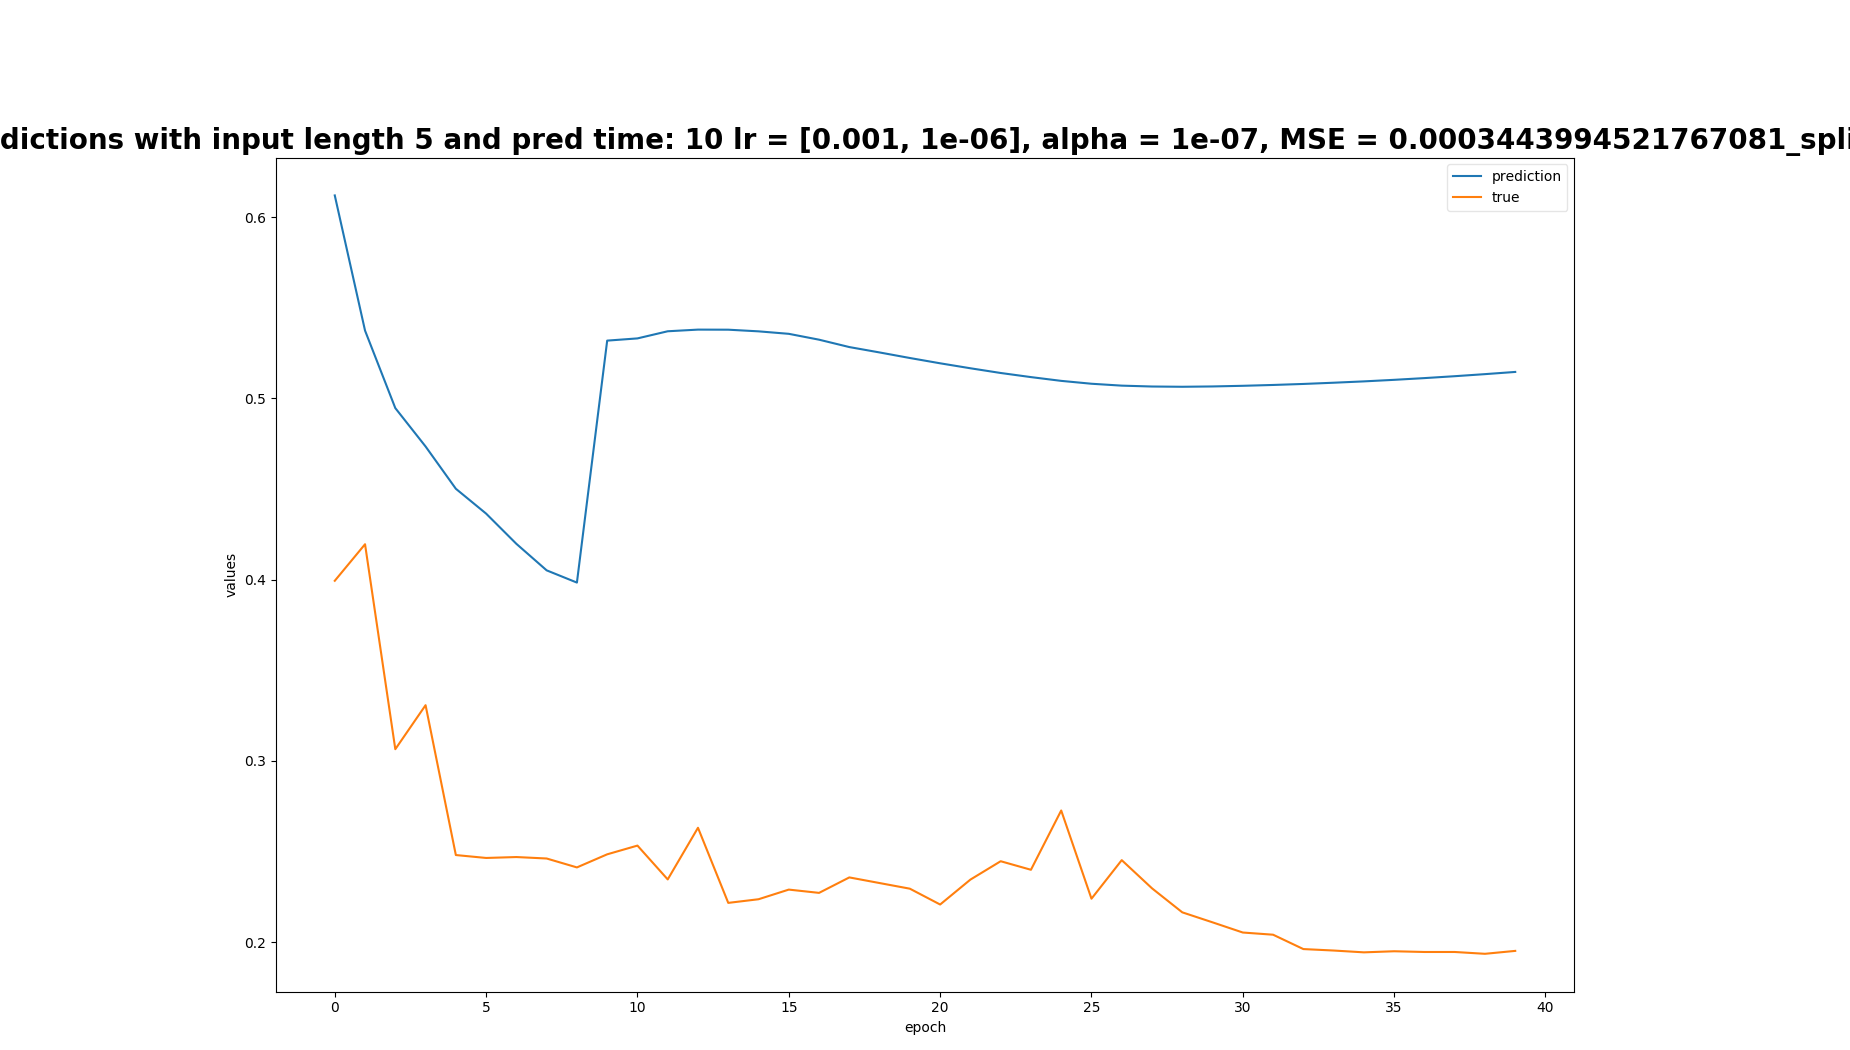 dictions with input length 5 and pred time: 10 lr = [0.001, 1e-06], alpha = 1e-07, MSE = 0.0003443994521767081_spli
prediction
true
0.6
0.5
0.4
0.3
0.2
values
0 5 10 15 20 25 30 35 40
epoch